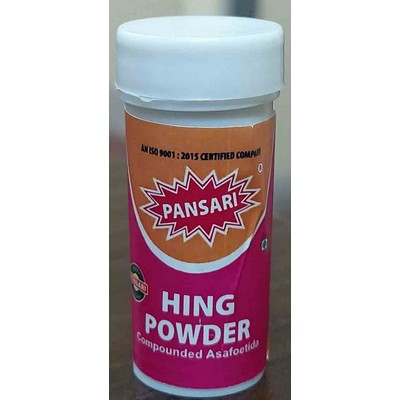 AN ISO 9001 : 2015 CERTIFIED COMPANY
PANSARI
HING
POWDER
Compounded Asafoetida